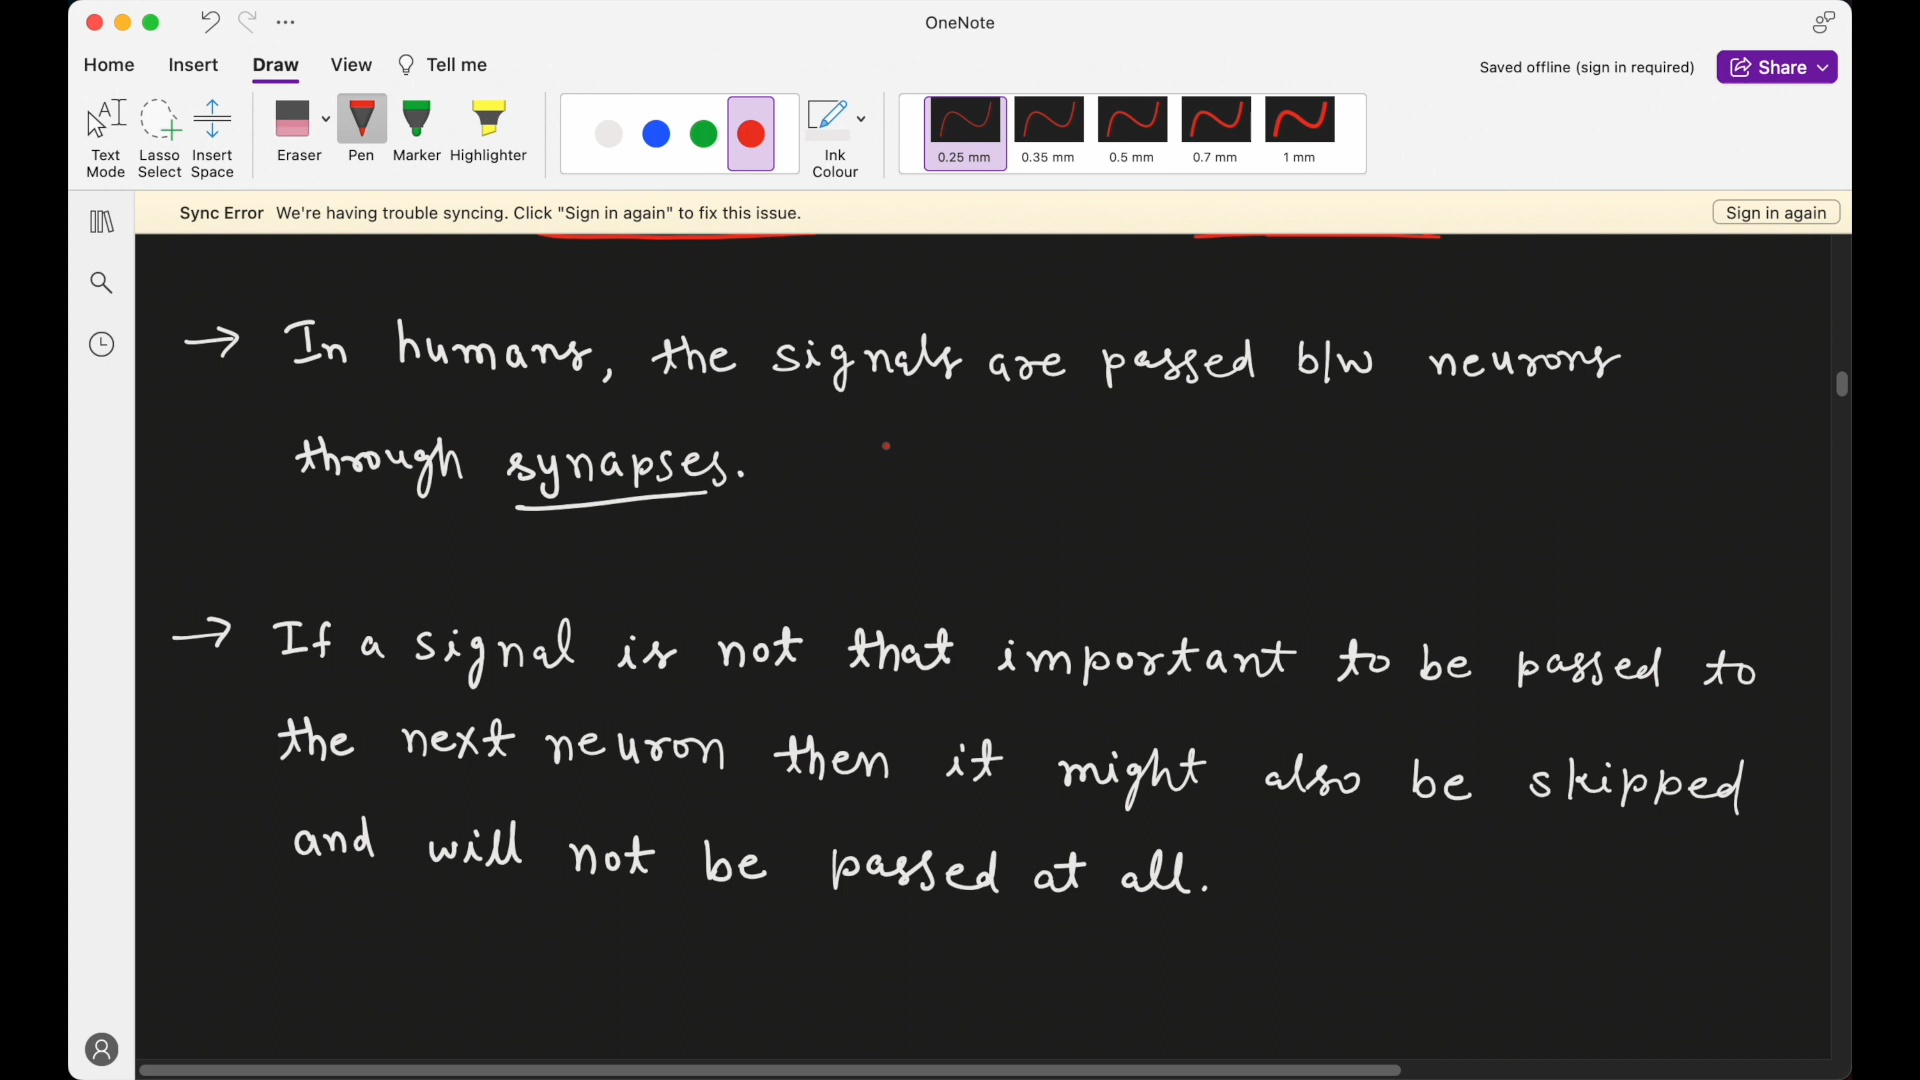 OneNote
Home Insert Draw View Tell me
Saved offline (sign in required) Share
Text Mode
Lasso Select
Insert Space
Eraser
Pen
Marker
Highlighter
Ink Colour
0.25 mm
0.35 mm
0.5 mm
0.7 mm
1 mm
Sync Error We're having trouble syncing. Click "Sign in again" to fix this issue. Sign in again
→ In humans, the signals are passed b/w neurons
through synapses.
→ If a signal is not that important to be passed to
the next neuron then it might also be skipped
and will not be passed at all.